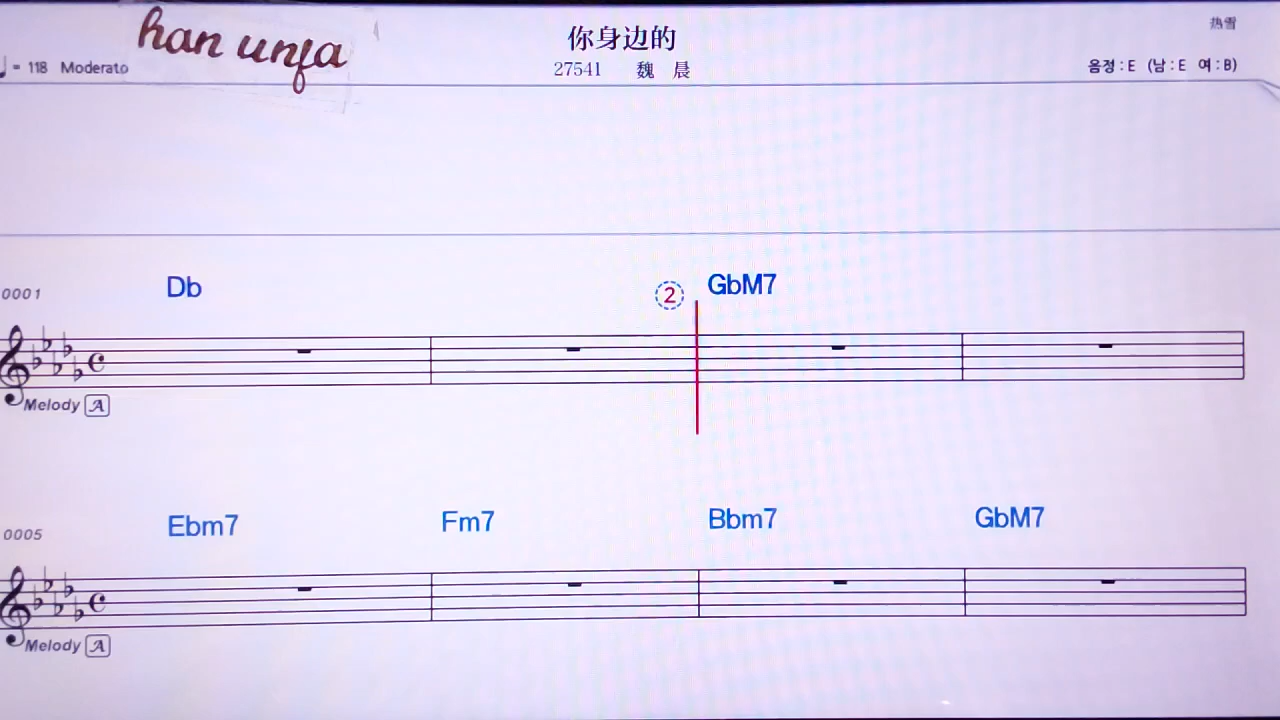 han unfa
你身边的
热雪
♩= 118 Moderato
27541 魏 晨
음정 : E (남 : E 여 : B)
0001 Db ② GbM7
Melody A
0005 Ebm7 Fm7 Bbm7 GbM7
Melody A